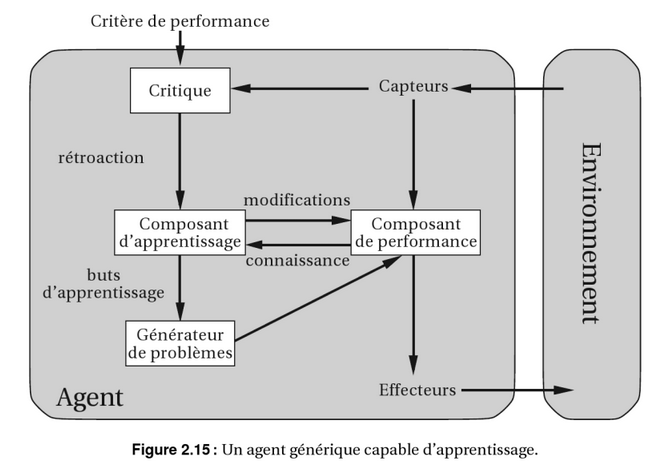 Critère de performance
Critique
Capteurs
rétroaction
modifications
Composant
d’apprentissage
Composant
de performance
connaissance
buts
d’apprentissage
Générateur
de problèmes
Effecteurs
Agent
Environnement
Figure 2.15 : Un agent générique capable d’apprentissage.